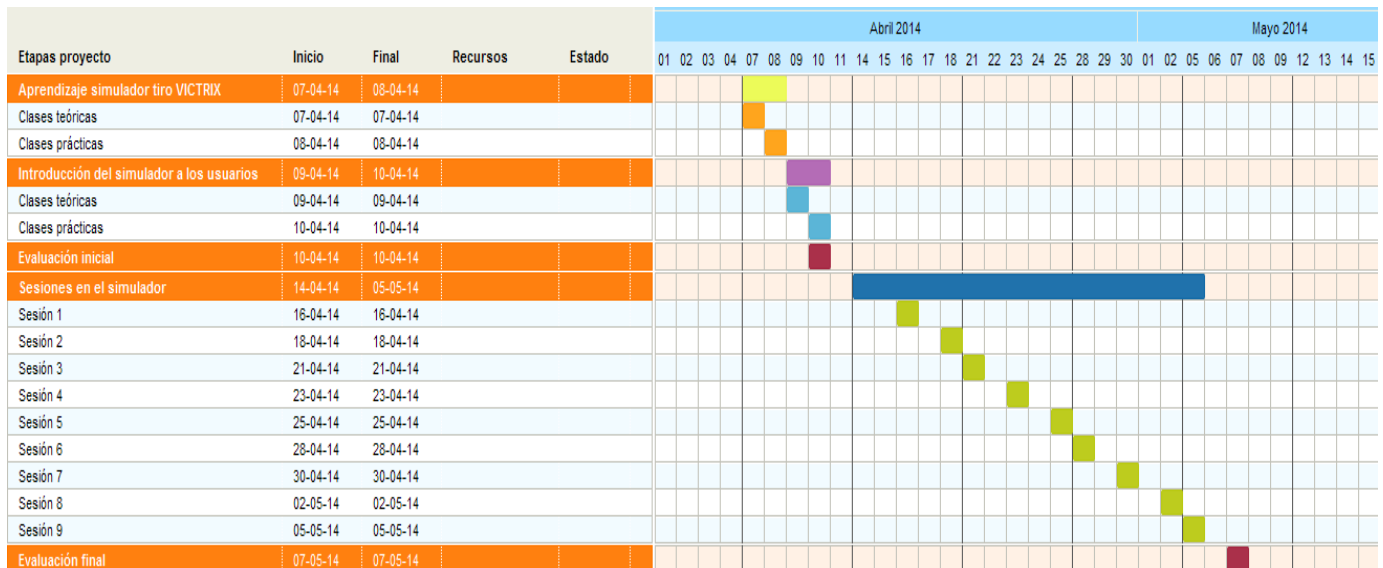 Abril 2014 Mayo 2014
Etapas proyecto Inicio Final Recursos Estado 01 02 03 04 07 08 09 10 11 14 15 16 17 18 21 22 23 24 25 28 29 30 01 02 05 06 07 08 09 12 13 14 15
Aprendizaje simulador tiro VICTRIX 07-04-14 08-04-14
Clases teóricas 07-04-14 07-04-14
Clases prácticas 08-04-14 08-04-14
Introducción del simulador a los usuarios 09-04-14 10-04-14
Clases teóricas 09-04-14 09-04-14
Clases prácticas 10-04-14 10-04-14
Evaluación inicial 10-04-14 10-04-14
Sesiones en el simulador 14-04-14 05-05-14
Sesión 1 16-04-14 16-04-14
Sesión 2 18-04-14 18-04-14
Sesión 3 21-04-14 21-04-14
Sesión 4 23-04-14 23-04-14
Sesión 5 25-04-14 25-04-14
Sesión 6 28-04-14 28-04-14
Sesión 7 30-04-14 30-04-14
Sesión 8 02-05-14 02-05-14
Sesión 9 05-05-14 05-05-14
Evaluación final 07-05-14 07-05-14